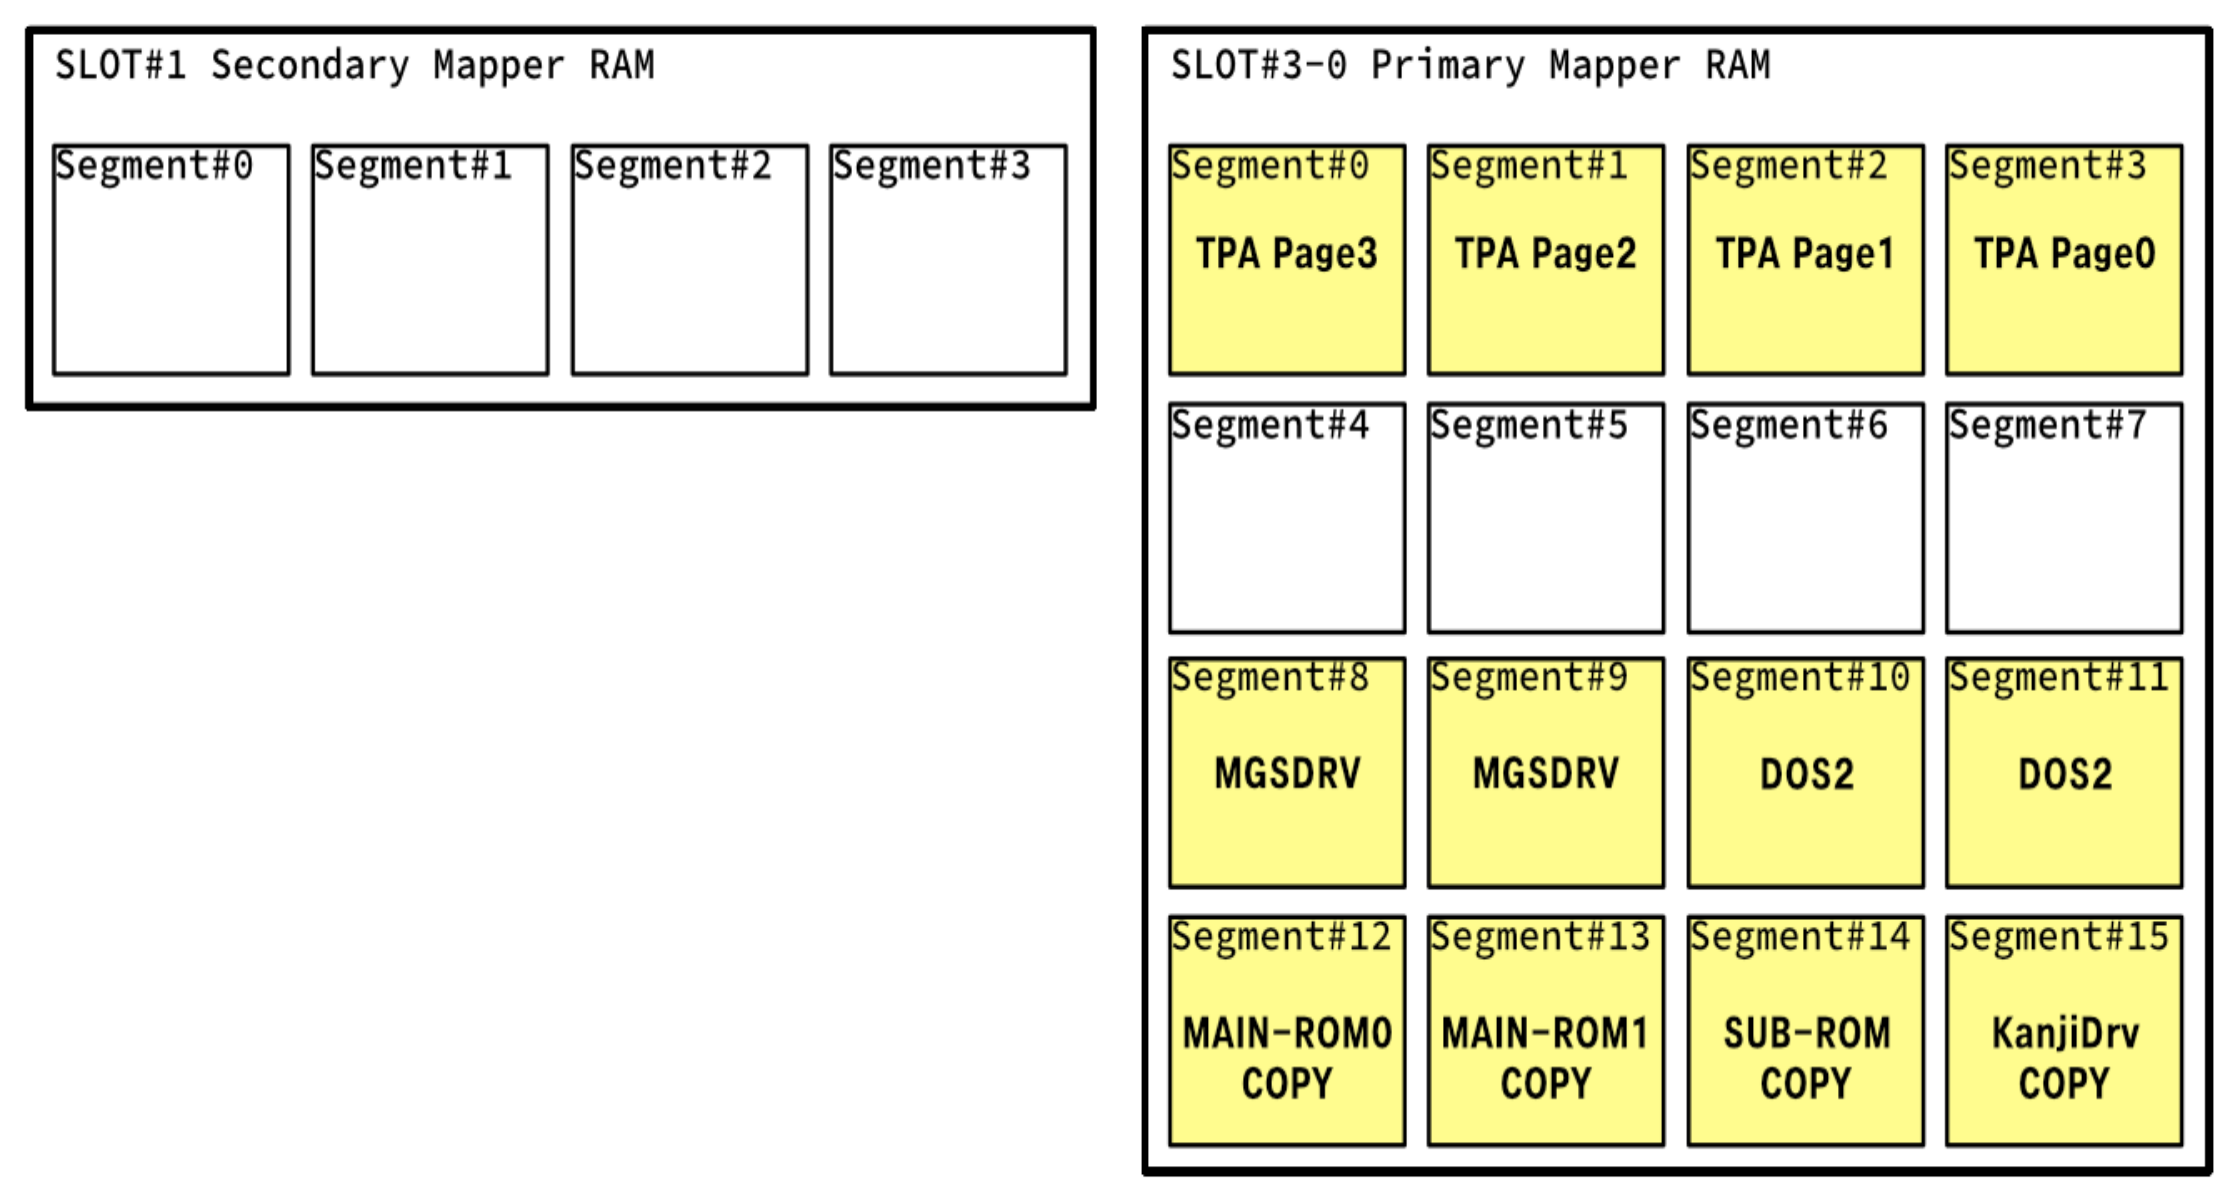 SLOT#1 Secondary Mapper RAM
Segment#0
Segment#1
Segment#2
Segment#3
SLOT#3-0 Primary Mapper RAM
Segment#0
TPA Page3
Segment#1
TPA Page2
Segment#2
TPA Page1
Segment#3
TPA Page0
Segment#4
Segment#5
Segment#6
Segment#7
Segment#8
MGSDRV
Segment#9
MGSDRV
Segment#10
DOS2
Segment#11
DOS2
Segment#12
MAIN-ROM0
COPY
Segment#13
MAIN-ROM1
COPY
Segment#14
SUB-ROM
COPY
Segment#15
KanjiDrv
COPY